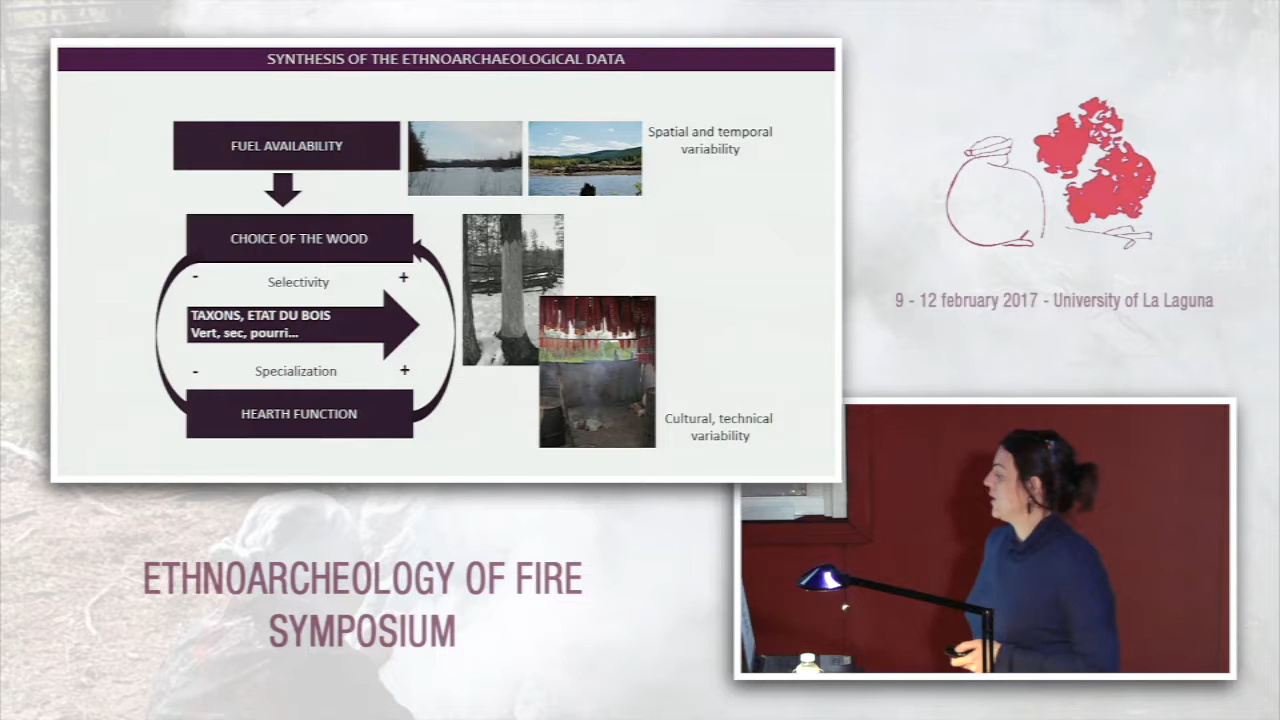 SYNTHESIS OF THE ETHNOARCHAEOLOGICAL DATA
FUEL AVAILABILITY
Spatial and temporal
variability
CHOICE OF THE WOOD
- Selectivity +
TAXONS, ETAT DU BOIS
Vert, sec, pourri...
- Specialization +
HEARTH FUNCTION
Cultural, technical
variability
9 - 12 february 2017 - University of La Laguna
ETHNOARCHEOLOGY OF FIRE
SYMPOSIUM